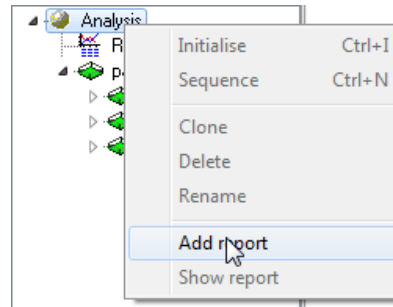 Analysis
R
Initialise Ctrl+I
Sequence Ctrl+N
Clone
Delete
Rename
Add report
Show report